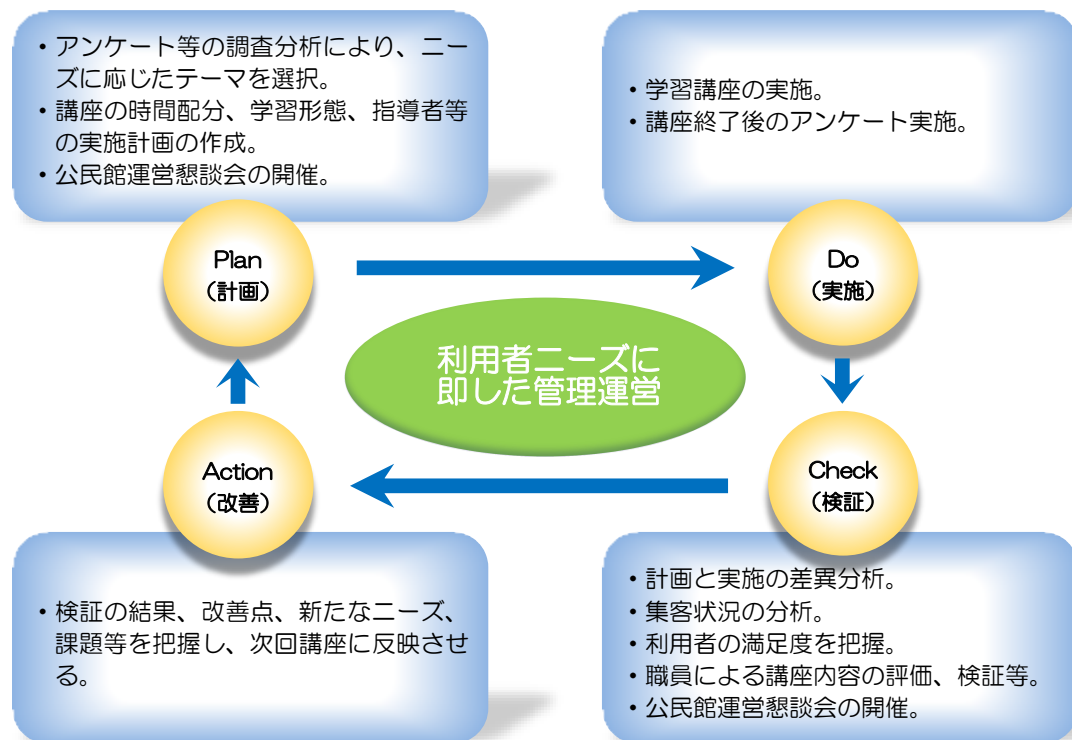 ・アンケート等の調査分析により、ニー
ズに応じたテーマを選択。
・講座の時間配分、学習形態、指導者等
の実施計画の作成。
・公民館運営懇談会の開催。
・学習講座の実施。
・講座終了後のアンケート実施。
Plan
（計画）
Do
（実施）
利用者ニーズに
即した管理運営
Action
（改善）
Check
（検証）
・検証の結果、改善点、新たなニーズ、
課題等を把握し、次回講座に反映させ
る。
・計画と実施の差異分析。
・集客状況の分析。
・利用者の満足度を把握。
・職員による講座内容の評価、検証等。
・公民館運営懇談会の開催。